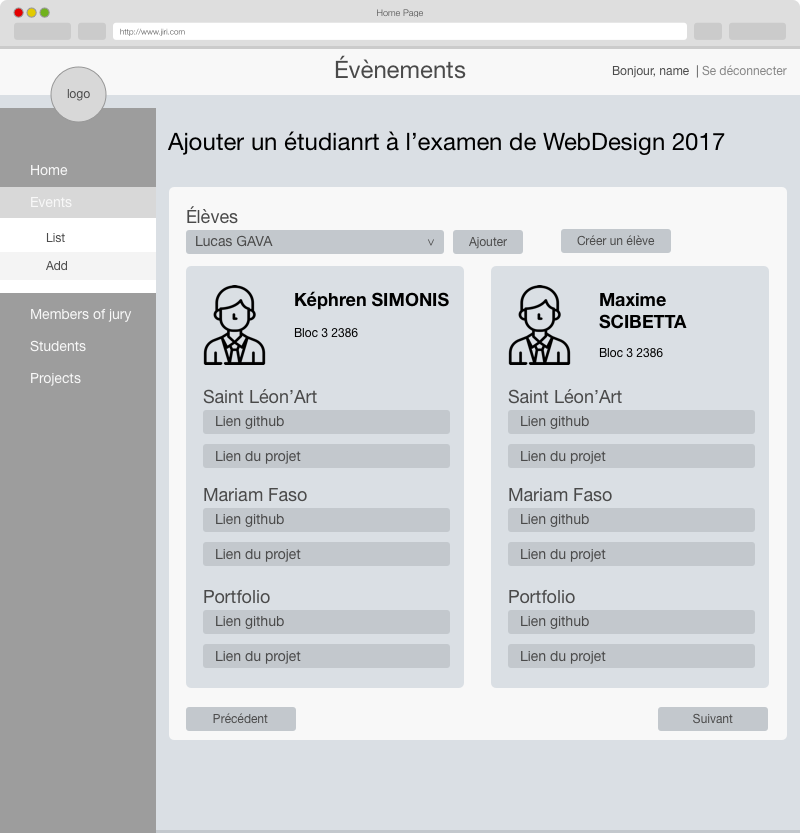 Home Page
http://www.jiri.com
Évènements
Bonjour, name | Se déconnecter
logo
Home
Events
List
Add
Members of jury
Students
Projects
Ajouter un étudianrt à l’examen de WebDesign 2017
Élèves
Lucas GAVA v
Ajouter
Créer un élève
Képhren SIMONIS
Bloc 3 2386
Saint Léon’Art
Lien github
Lien du projet
Mariam Faso
Lien github
Lien du projet
Portfolio
Lien github
Lien du projet
Maxime
SCIBETTA
Bloc 3 2386
Saint Léon’Art
Lien github
Lien du projet
Mariam Faso
Lien github
Lien du projet
Portfolio
Lien github
Lien du projet
Précédent
Suivant